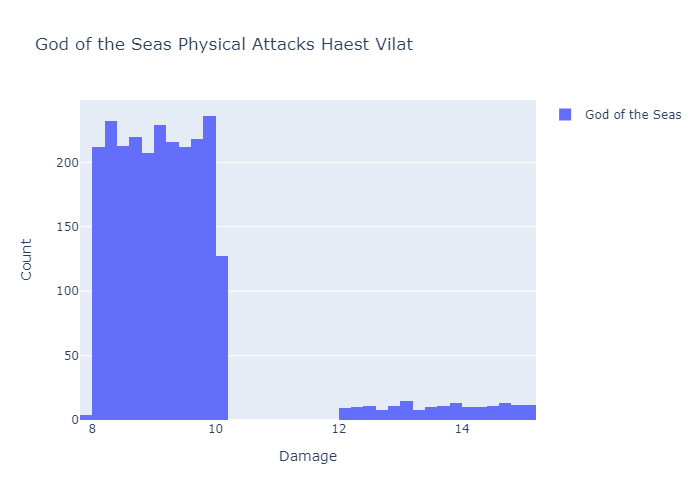 God of the Seas Physical Attacks Haest Vilat
God of the Seas
200
150
100
50
0
Count
8
10
12
14
Damage